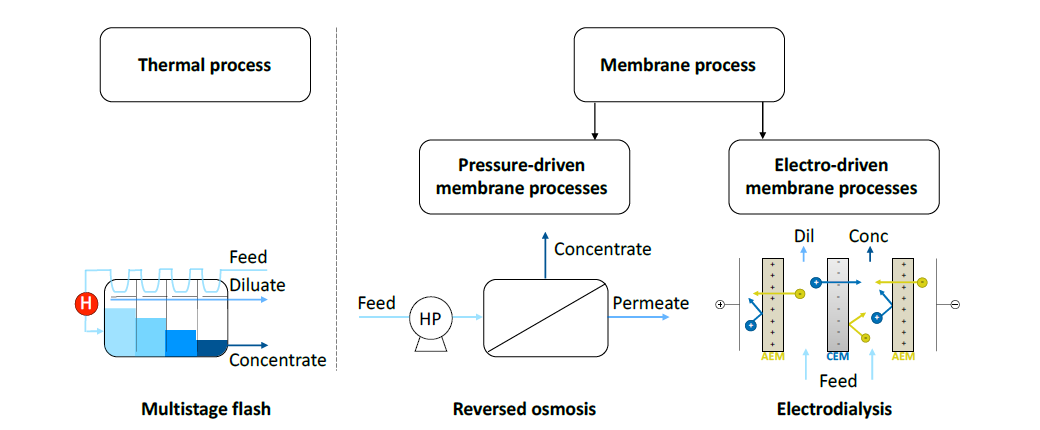 Thermal process
Membrane process
Pressure-driven
membrane processes
Electro-driven
membrane processes
Feed
Diluate
H
Concentrate
Multistage flash
Concentrate
Feed
HP
Permeate
Reversed osmosis
Dil Conc
AEM CEM AEM
Feed
Electrodialysis